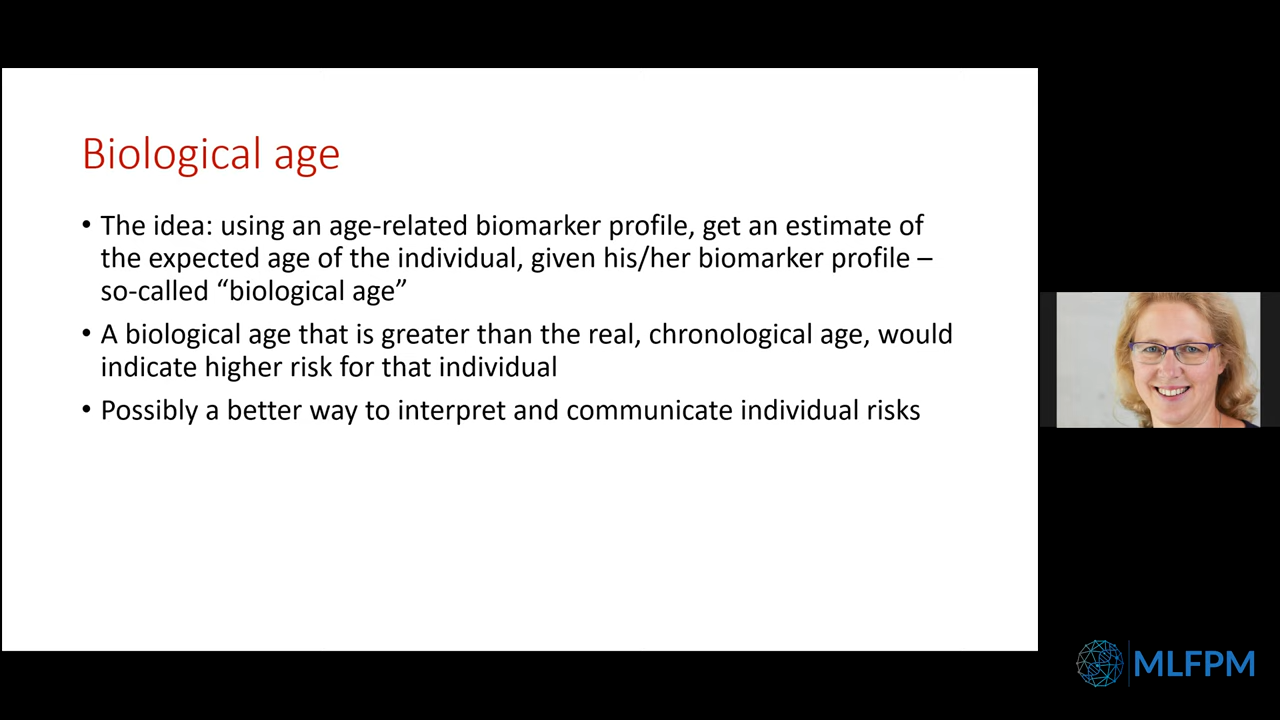 Biological age
• The idea: using an age-related biomarker profile, get an estimate of
the expected age of the individual, given his/her biomarker profile –
so-called “biological age”
• A biological age that is greater than the real, chronological age, would
indicate higher risk for that individual
• Possibly a better way to interpret and communicate individual risks
MLFPM